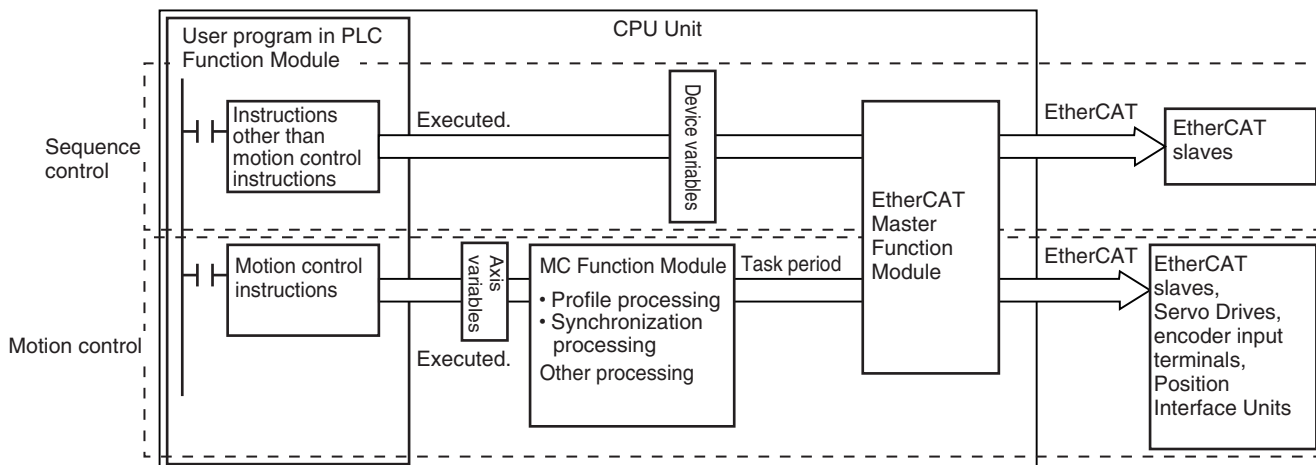 User program in PLC
Function Module
CPU Unit
Sequence
control
Instructions
other than
motion control
instructions
Executed.
Device variables
EtherCAT
Master
Function
Module
EtherCAT
EtherCAT
slaves
Motion control
Motion control
instructions
Axis
variables
Executed.
MC Function Module
• Profile processing
• Synchronization
processing
Other processing
Task period
EtherCAT
EtherCAT
slaves,
Servo Drives,
encoder input
terminals,
Position
Interface Units